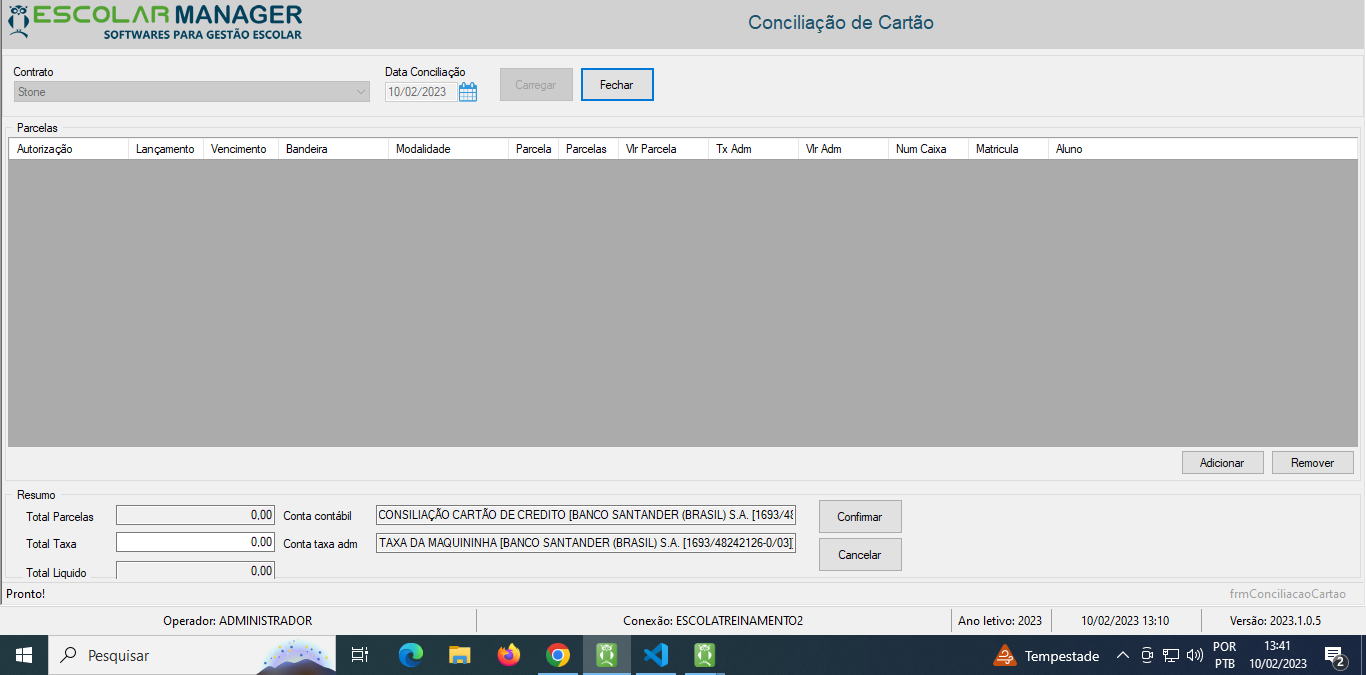 ESCOLAR MANAGER
SOFTWARES PARA GESTÃO ESCOLAR
Conciliação de Cartão
Contrato
Data Conciliação
Stone
10/02/2023
Carregar
Fechar
Parcelas
Autorização Lançamento Vencimento Bandeira Modalidade Parcela Parcelas Vlr Parcela Tx Adm Vlr Adm Num Caixa Matricula Aluno
Adicionar
Remover
Resumo
Total Parcelas 0,00 Conta contábil CONSILIAÇÃO CARTÃO DE CREDITO [BANCO SANTANDER (BRASIL) S.A. [1693/48
Confirmar
Total Taxa 0,00 Conta taxa adm TAXA DA MAQUININHA [BANCO SANTANDER (BRASIL) S.A. [1693/48242126-0/03]]
Cancelar
Total Liquido 0,00
Pronto!
frmConciliacaoCartao
Operador: ADMINISTRADOR
Conexão: ESCOLATREINAMENTO2
Ano letivo: 2023
10/02/2023 13:10
Versão: 2023.1.0.5
Pesquisar
Tempestade
POR
PTB
13:41
10/02/2023
2